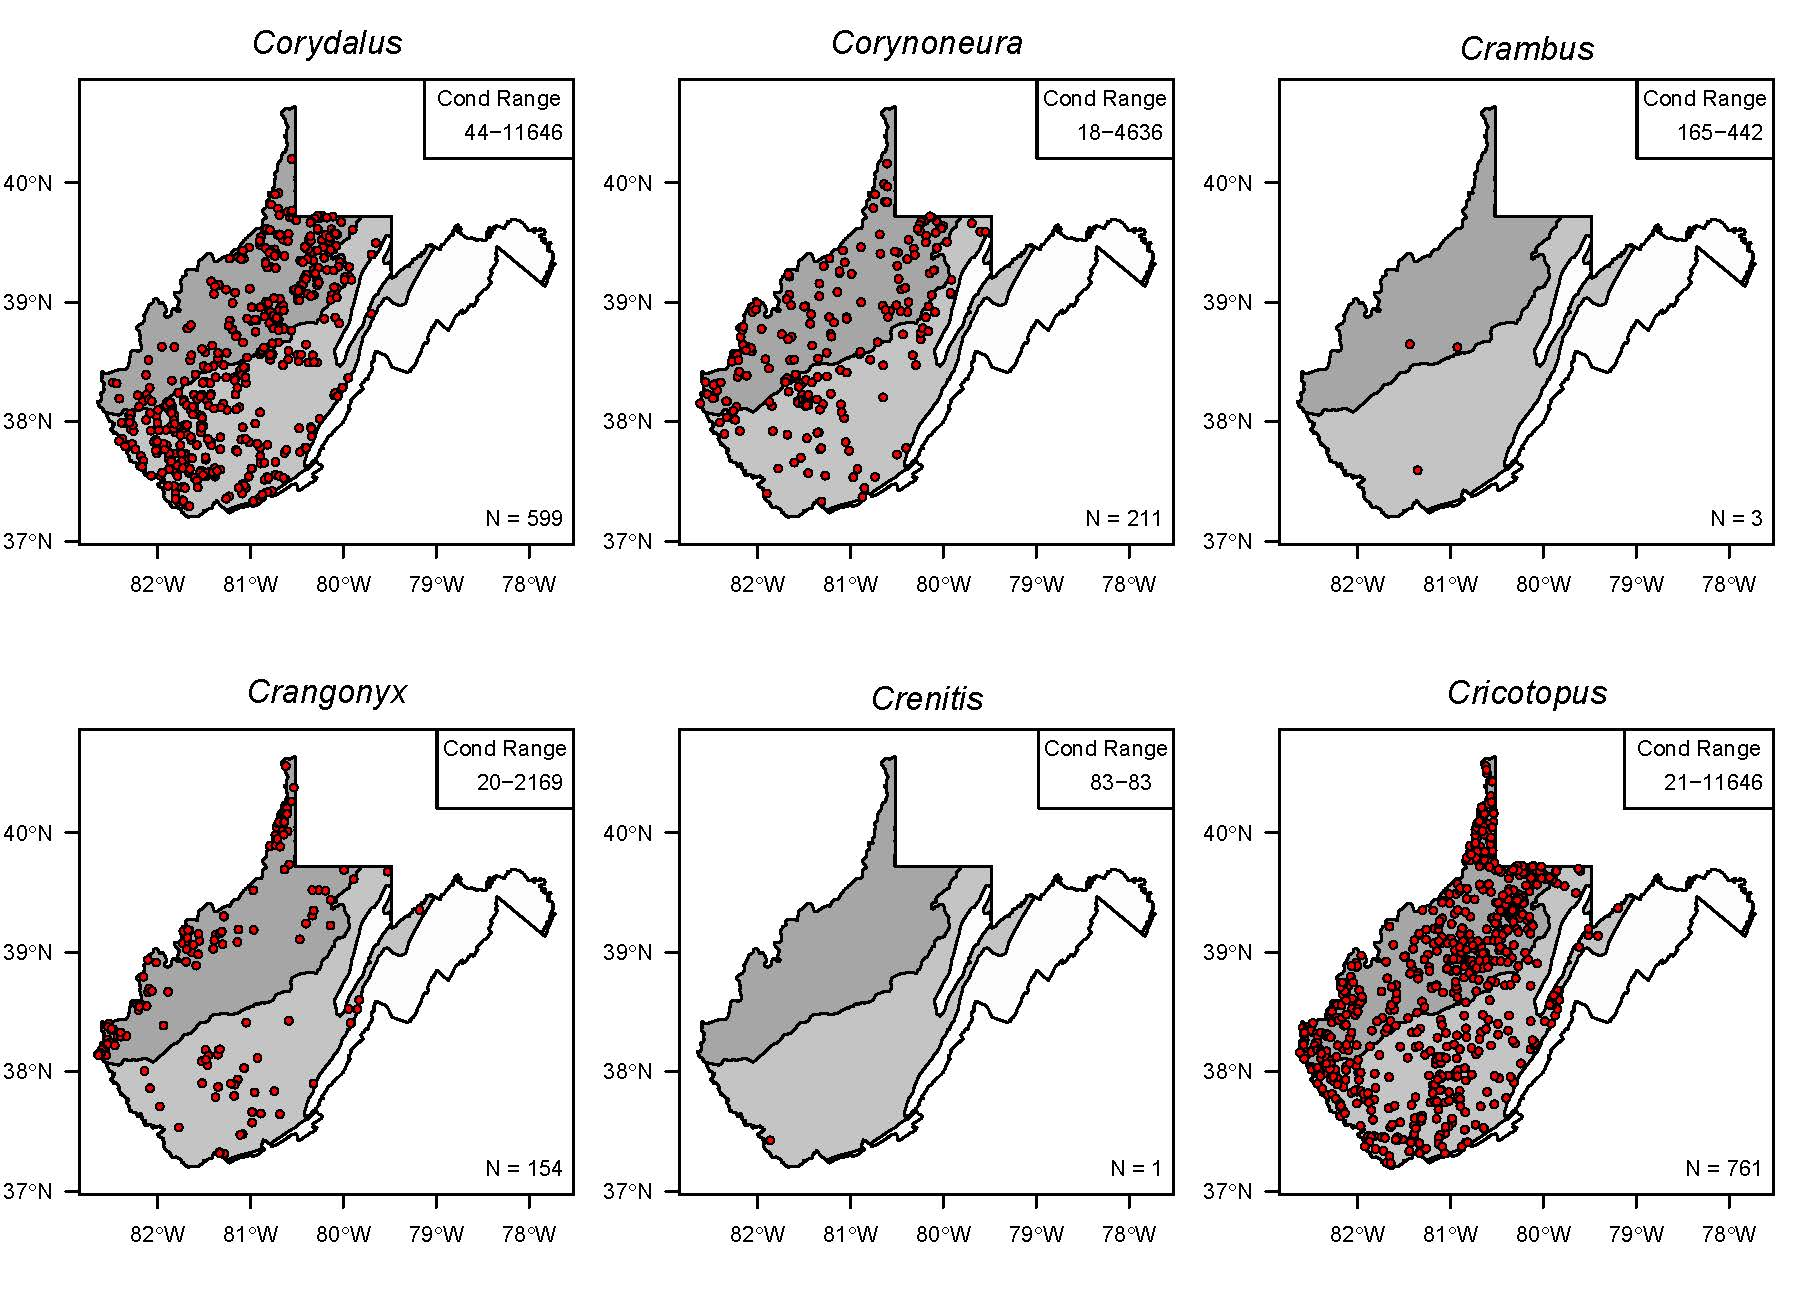 Corydalus
Cond Range
44−11646
40°N
39°N
38°N
37°N
N = 599
82°W 81°W 80°W 79°W 78°W
Corynoneura
Cond Range
18−4636
40°N
39°N
38°N
37°N
N = 211
82°W 81°W 80°W 79°W 78°W
Crambus
Cond Range
165−442
40°N
39°N
38°N
37°N
N = 3
82°W 81°W 80°W 79°W 78°W
Crangonyx
Cond Range
20−2169
40°N
39°N
38°N
37°N
N = 154
82°W 81°W 80°W 79°W 78°W
Crenitis
Cond Range
83−83
40°N
39°N
38°N
37°N
N = 1
82°W 81°W 80°W 79°W 78°W
Cricotopus
Cond Range
21−11646
40°N
39°N
38°N
37°N
N = 761
82°W 81°W 80°W 79°W 78°W